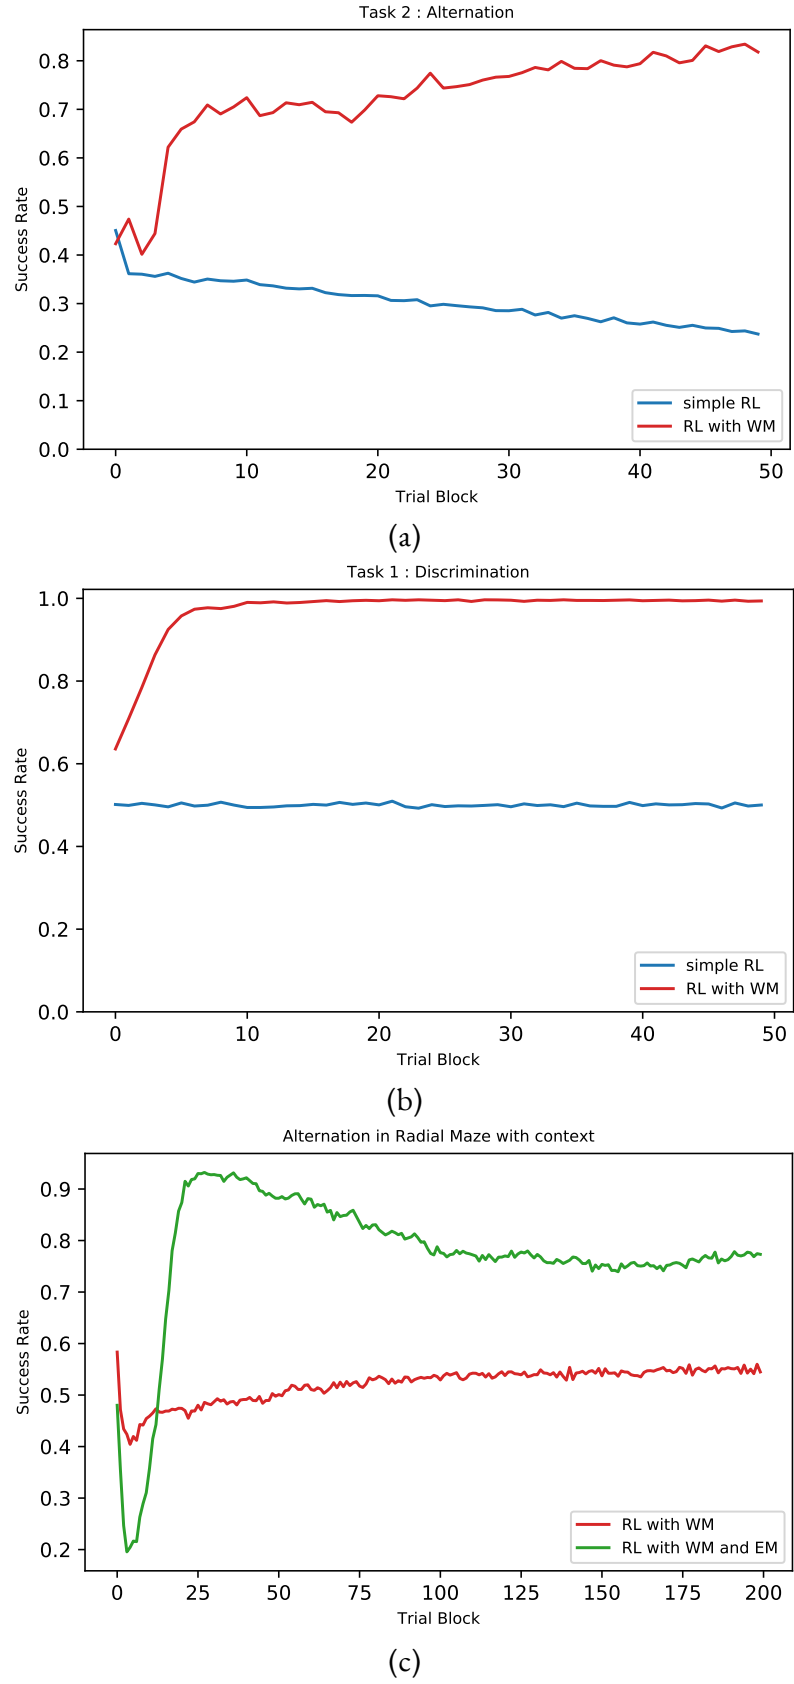 Task 2 : Alternation
Success Rate
0.8
0.7
0.6
0.5
0.4
0.3
0.2
0.1
0.0
simple RL
RL with WM
0 10 20 30 40 50
Trial Block
(a)
Task 1 : Discrimination
Success Rate
1.0
0.8
0.6
0.4
0.2
0.0
simple RL
RL with WM
0 10 20 30 40 50
Trial Block
(b)
Alternation in Radial Maze with context
Success Rate
0.9
0.8
0.7
0.6
0.5
0.4
0.3
0.2
RL with WM
RL with WM and EM
0 25 50 75 100 125 150 175 200
Trial Block
(c)